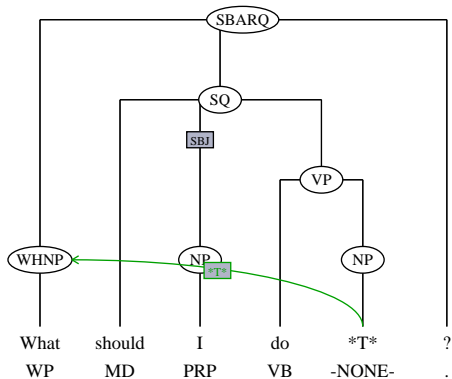 SBARQ
SQ
SBJ
VP
WHNP NP NP
*T*
What should I do *T* ?
WP MD PRP VB -NONE- .